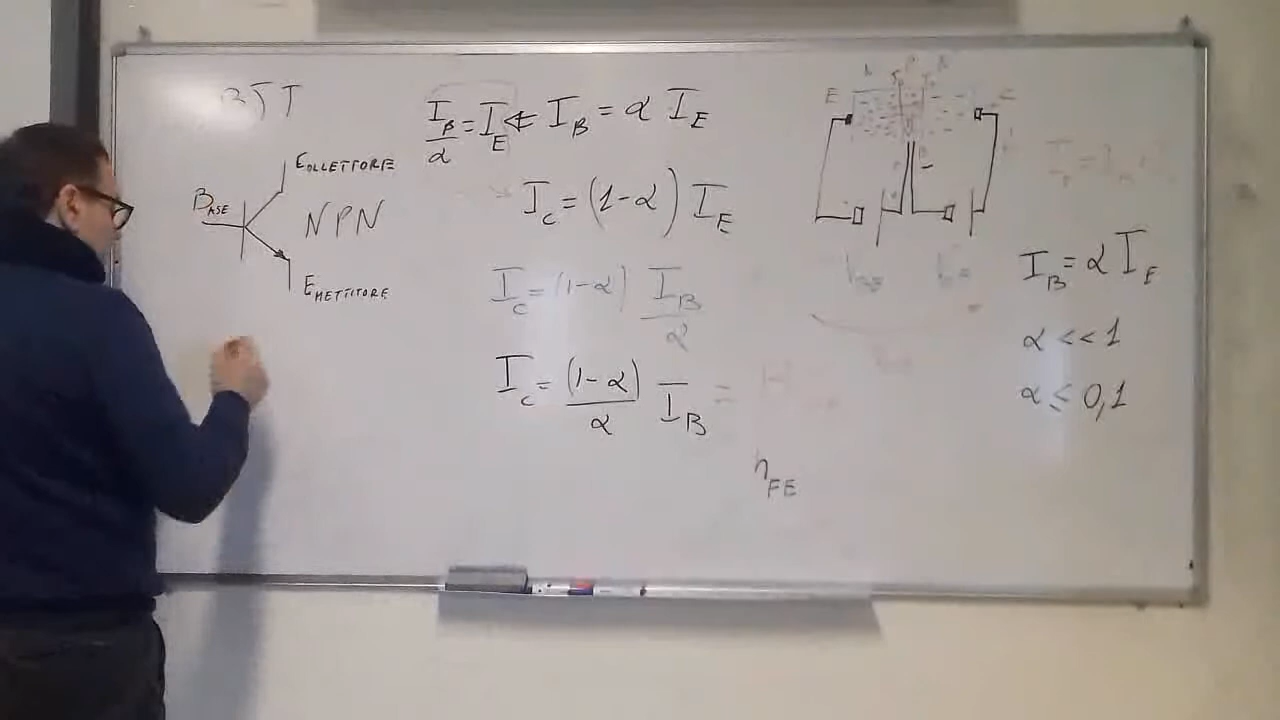 BJT
COLLETTORE
BASE
NPN
EMETTITORE
I_B/α = I_E ⇐ I_B = α I_E
I_C = (1-α) I_E
I_C = (1-α) I_B/α
I_C = (1-α)/α I_B =
h_FE
E
I_B = α I_E
α << 1
α ≤ 0,1